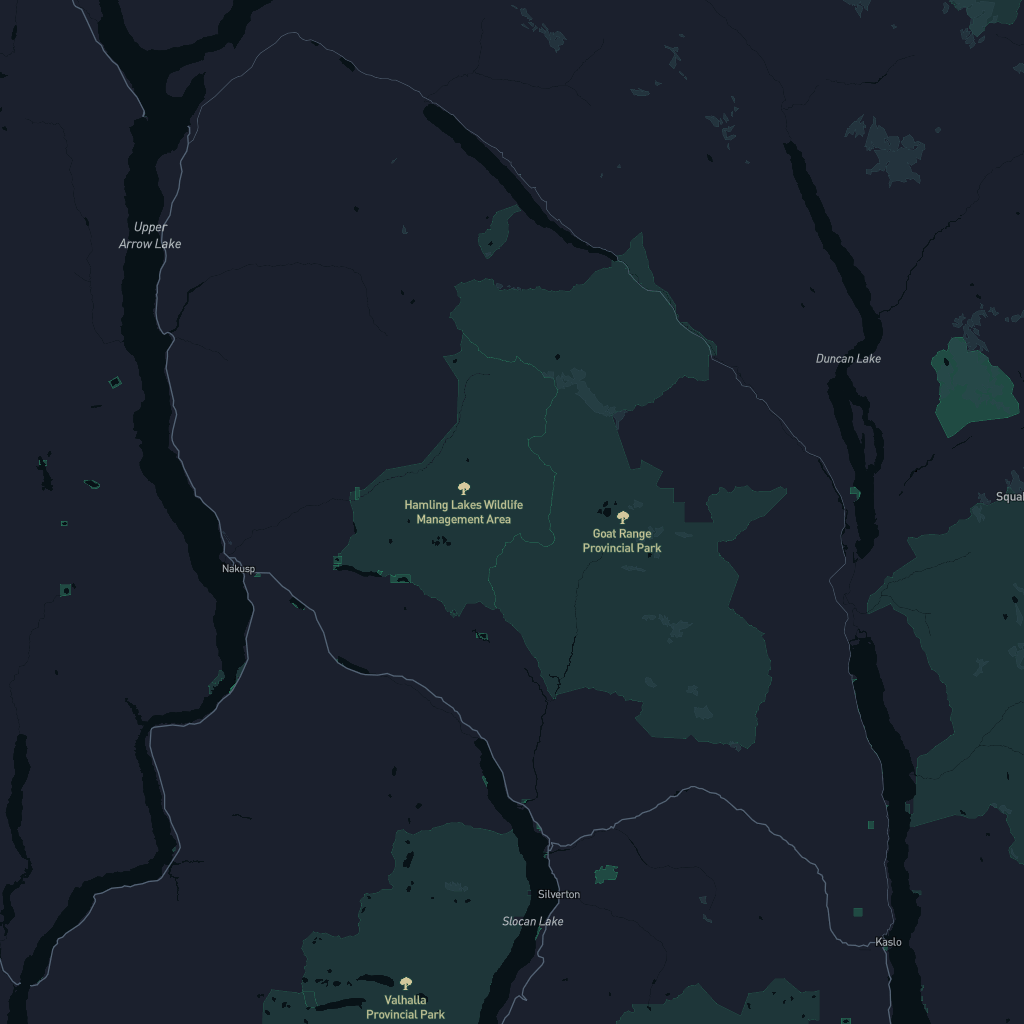 Upper
Arrow Lake
Duncan Lake
Squal
Hamling Lakes Wildlife
Management Area
Goat Range
Provincial Park
Nakusp
Silverton
Slocan Lake
Kaslo
Valhalla
Provincial Park